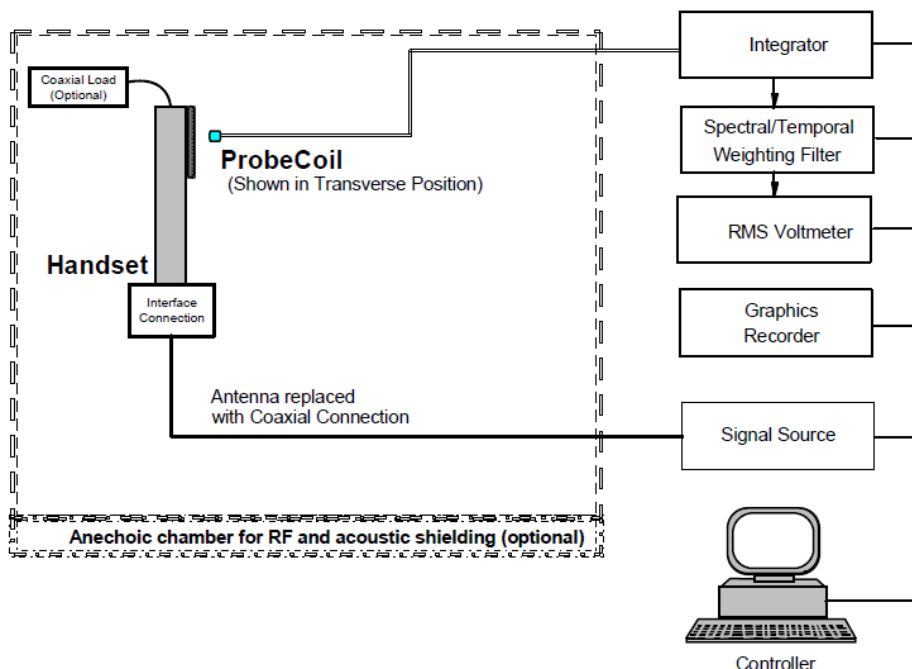 Coaxial Load
(Optional)
ProbeCoil
(Shown in Transverse Position)
Handset
Interface
Connection
Antenna replaced
with Coaxial Connection
Anechoic chamber for RF and acoustic shielding (optional)
Integrator
Spectral/Temporal
Weighting Filter
RMS Voltmeter
Graphics
Recorder
Signal Source
Controller